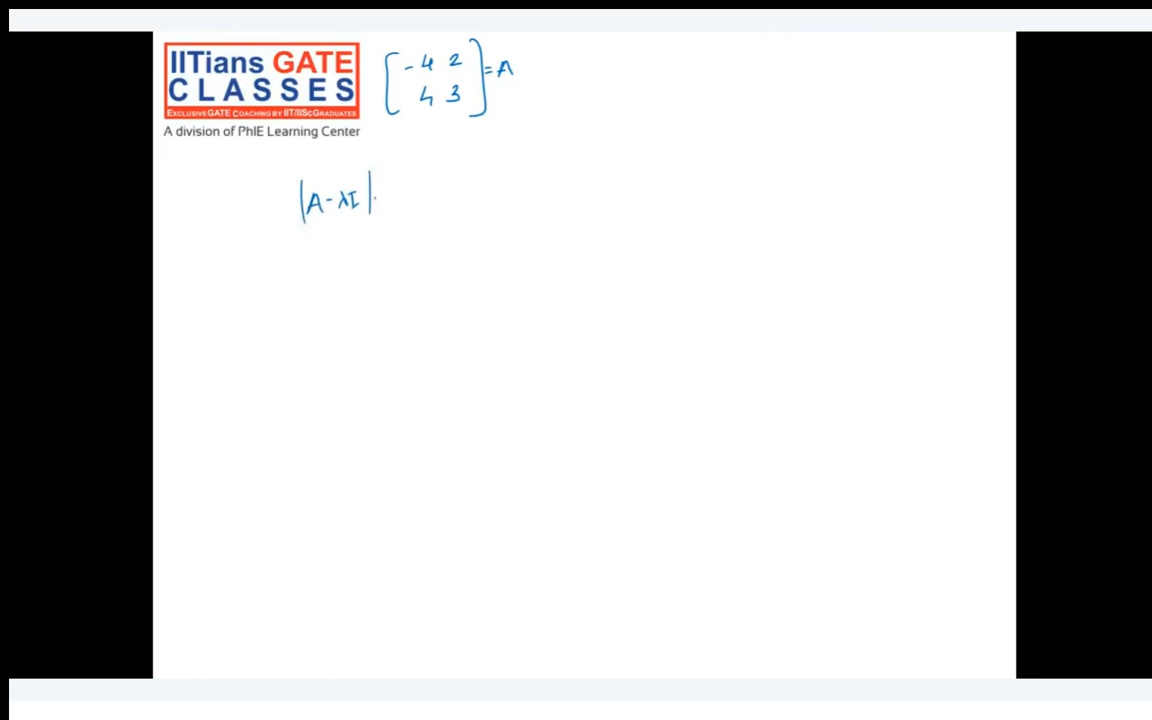 IITians GATE
CLASSES
EXCLUSIVE GATE COACHING BY IIT/IISC GRADUATES
A division of PhIE Learning Center
[-4 2
4 3] = A
|A-λI|